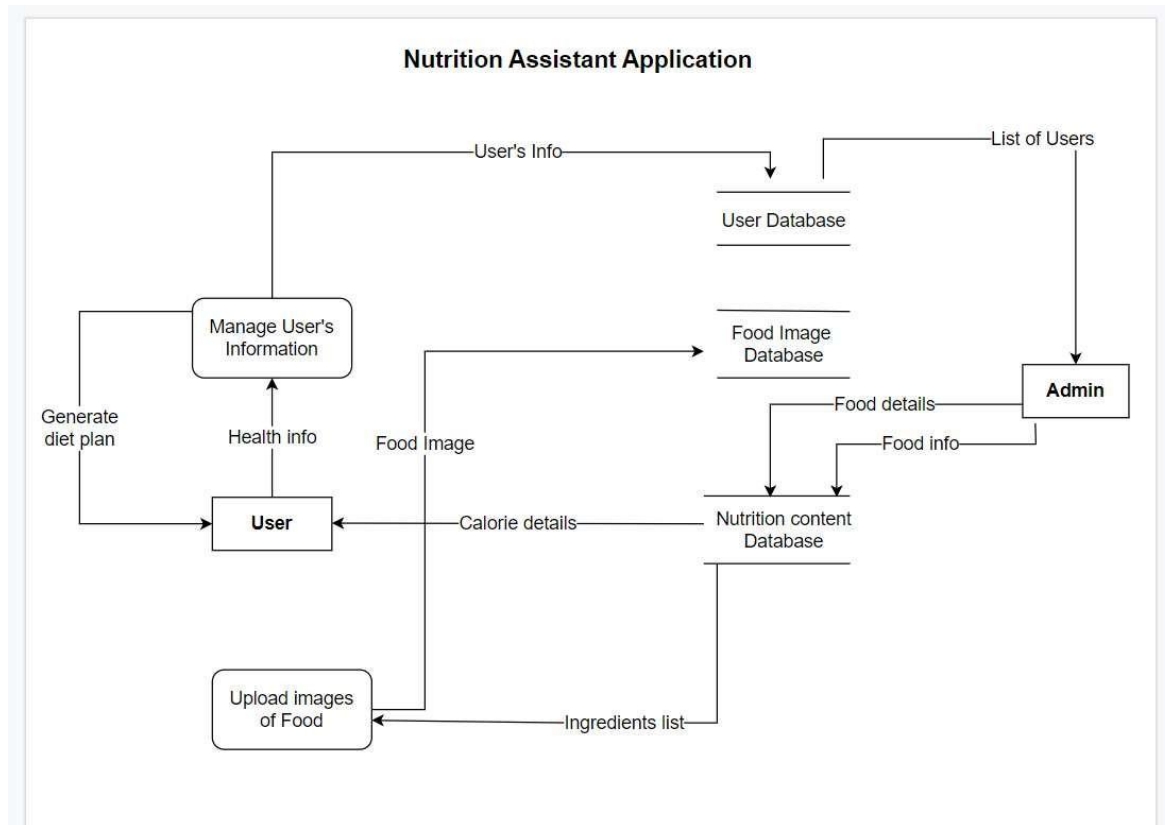 Nutrition Assistant Application
List of Users
User's Info
User Database
Manage User's
Information
Food Image
Database
Admin
Food details
Generate
diet plan
Health info
Food Image
Food info
User
Calorie details
Nutrition content
Database
Upload images
of Food
Ingredients list